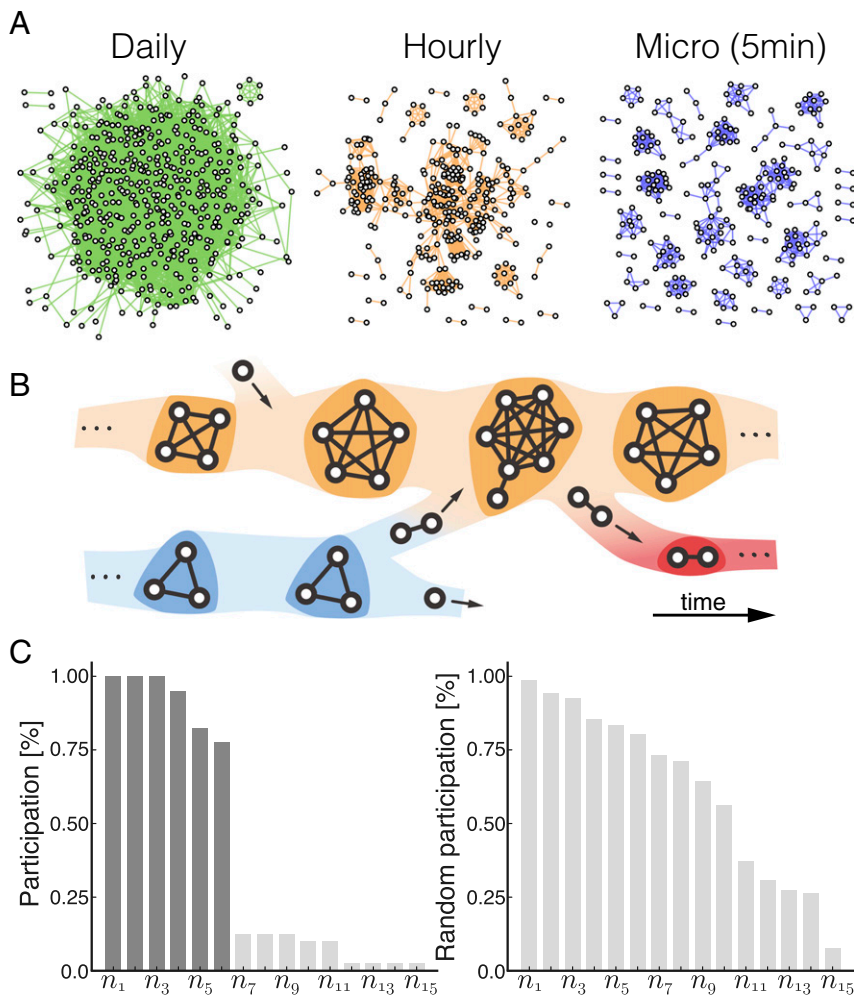 A
Daily Hourly Micro (5min)
B
...
...
...
...
time
C
Participation [%]
1.00
0.75
0.50
0.25
0.0
n₁ n₃ n₅ n₇ n₉ n₁₁ n₁₃ n₁₅
Random participation [%]
1.00
0.75
0.50
0.25
0.0
n₁ n₃ n₅ n₇ n₉ n₁₁ n₁₃ n₁₅